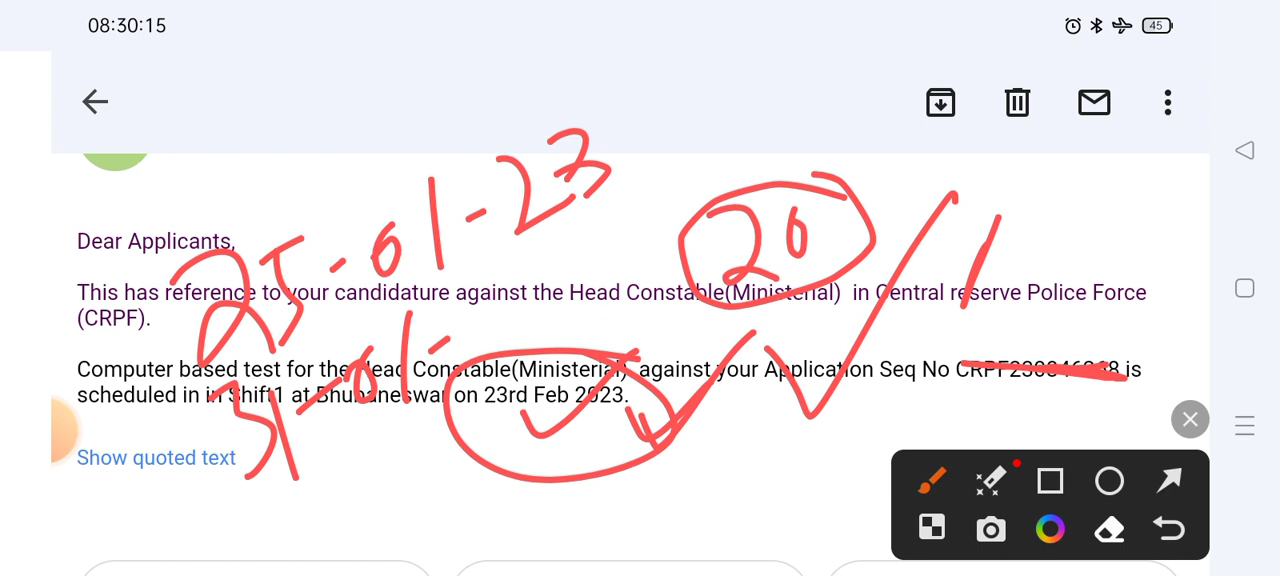 08:30:15
45
25-01-23
20
Dear Applicants,
This has reference to your candidature against the Head Constable(Ministerial) in Central reserve Police Force
(CRPF).
31-01-
Computer based test for the Head Constable(Ministerial) against your Application Seq No is
scheduled in in Shift1 at Bhubaneswar on 23rd Feb 2023.
Show quoted text